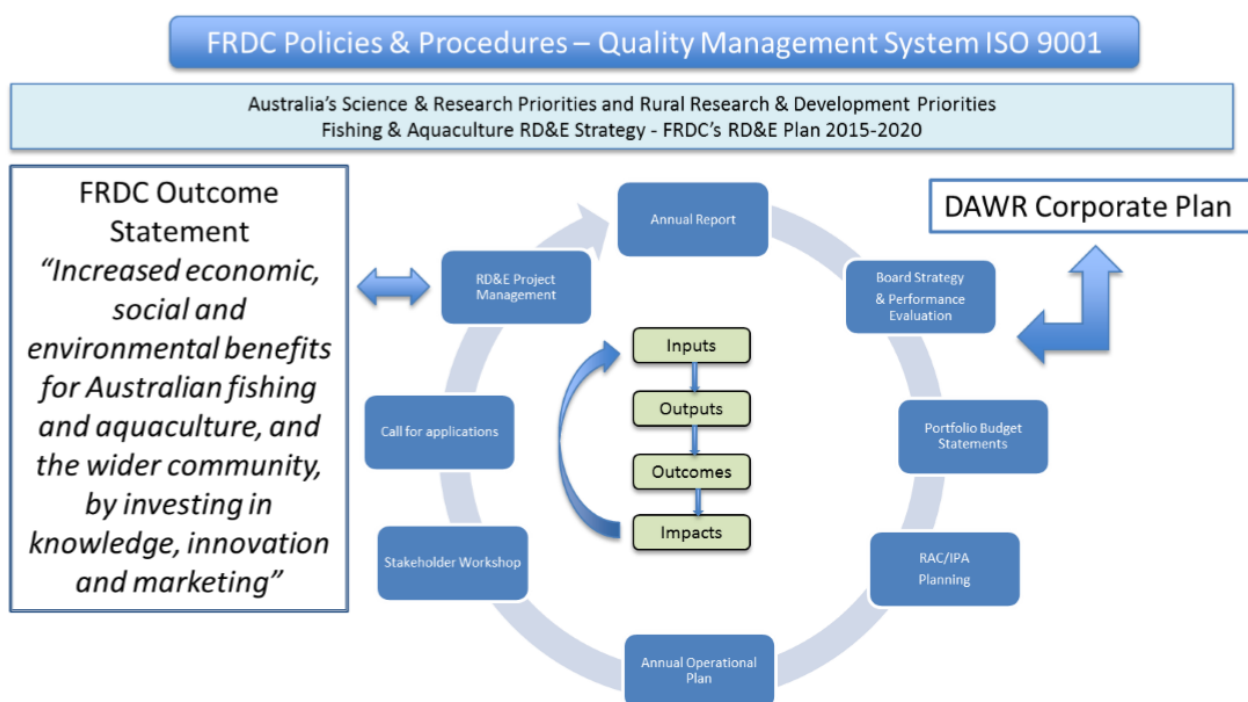 FRDC Policies & Procedures – Quality Management System ISO 9001
Australia's Science & Research Priorities and Rural Research & Development Priorities
Fishing & Aquaculture RD&E Strategy - FRDC's RD&E Plan 2015-2020
FRDC Outcome
Statement
“Increased economic,
social and
environmental benefits
for Australian fishing
and aquaculture, and
the wider community,
by investing in
knowledge, innovation
and marketing”
DAWR Corporate Plan
Annual Report
Board Strategy
& Performance
Evaluation
Portfolio Budget
Statements
RAC/IPA
Planning
Annual Operational
Plan
Stakeholder Workshop
Call for applications
RD&E Project
Management
Inputs
Outputs
Outcomes
Impacts